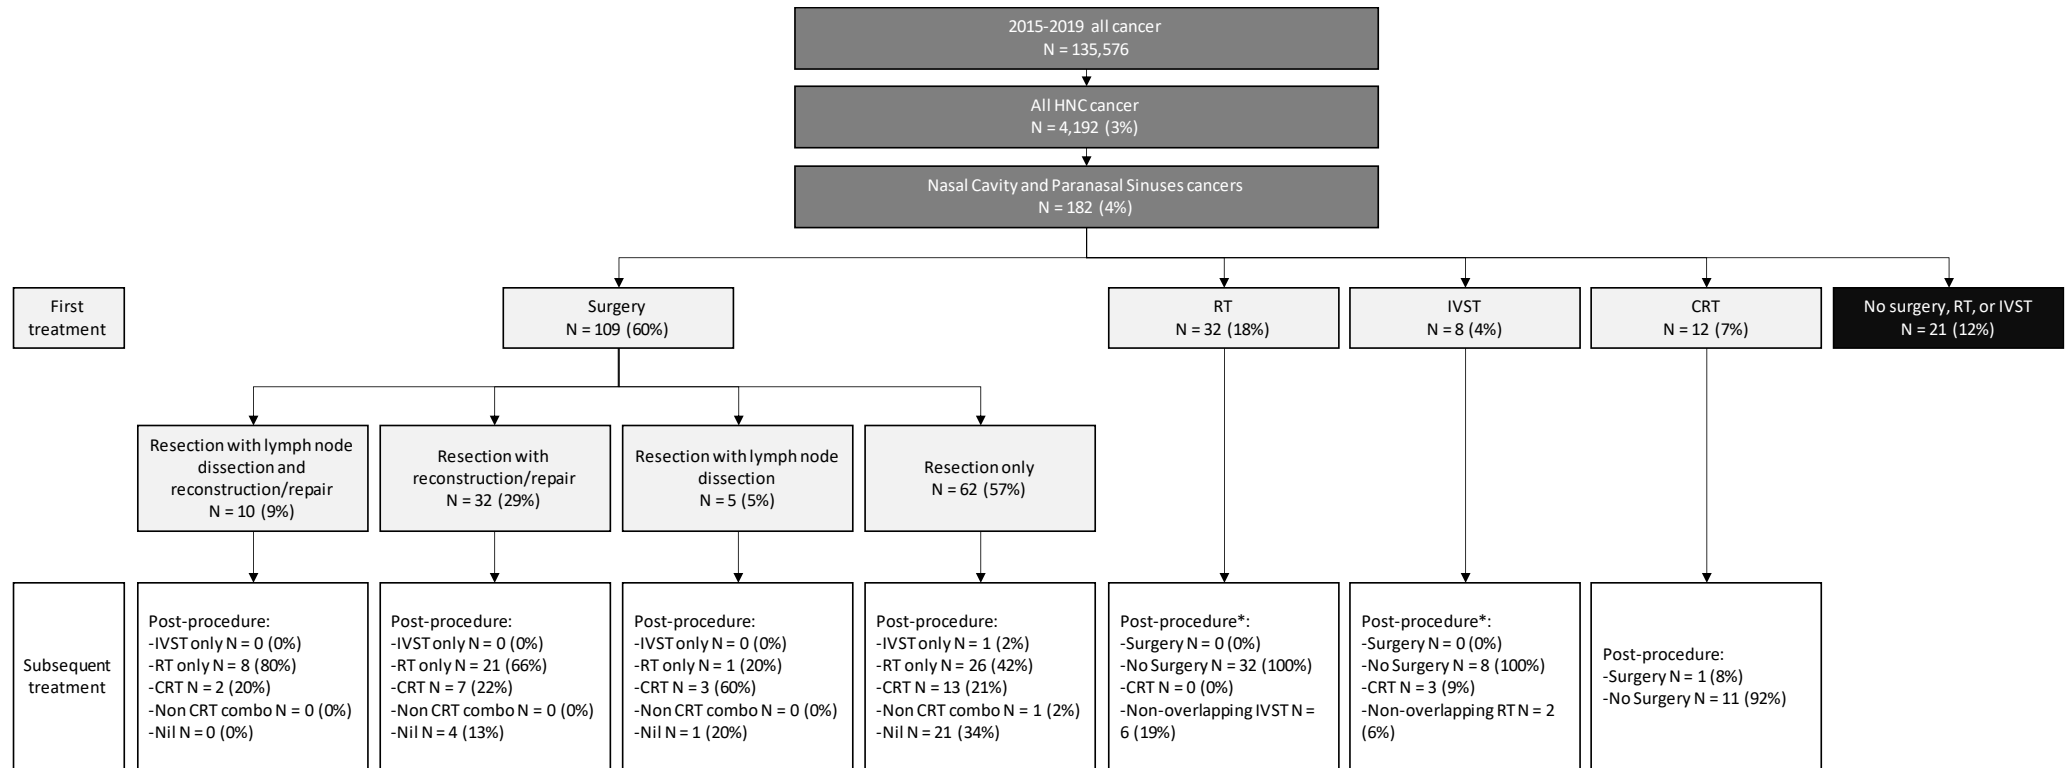 2015-2019 all cancer
N = 135,576
All HNC cancer
N = 4,192 (3%)
Nasal Cavity and Paranasal Sinuses cancers
N = 182 (4%)
First
treatment
Surgery
N = 109 (60%)
RT
N = 32 (18%)
IVST
N = 8 (4%)
CRT
N = 12 (7%)
No surgery, RT, or IVST
N = 21 (12%)
Resection with lymph node
dissection and
reconstruction/repair
N = 10 (9%)
Resection with
reconstruction/repair
N = 32 (29%)
Resection with lymph node
dissection
N = 5 (5%)
Resection only
N = 62 (57%)
Subsequent
treatment
Post-procedure:
-IVST only N = 0 (0%)
-RT only N = 8 (80%)
-CRT N = 2 (20%)
-Non CRT combo N = 0 (0%)
-Nil N = 0 (0%)
Post-procedure:
-IVST only N = 0 (0%)
-RT only N = 21 (66%)
-CRT N = 7 (22%)
-Non CRT combo N = 0 (0%)
-Nil N = 4 (13%)
Post-procedure:
-IVST only N = 0 (0%)
-RT only N = 1 (20%)
-CRT N = 3 (60%)
-Non CRT combo N = 0 (0%)
-Nil N = 1 (20%)
Post-procedure:
-IVST only N = 1 (2%)
-RT only N = 26 (42%)
-CRT N = 13 (21%)
-Non CRT combo N = 1 (2%)
-Nil N = 21 (34%)
Post-procedure*:
-Surgery N = 0 (0%)
-No Surgery N = 32 (100%)
-CRT N = 0 (0%)
-Non-overlapping IVST N =
6 (19%)
Post-procedure*:
-Surgery N = 0 (0%)
-No Surgery N = 8 (100%)
-CRT N = 3 (9%)
-Non-overlapping RT N = 2
(6%)
Post-procedure:
-Surgery N = 1 (8%)
-No Surgery N = 11 (92%)